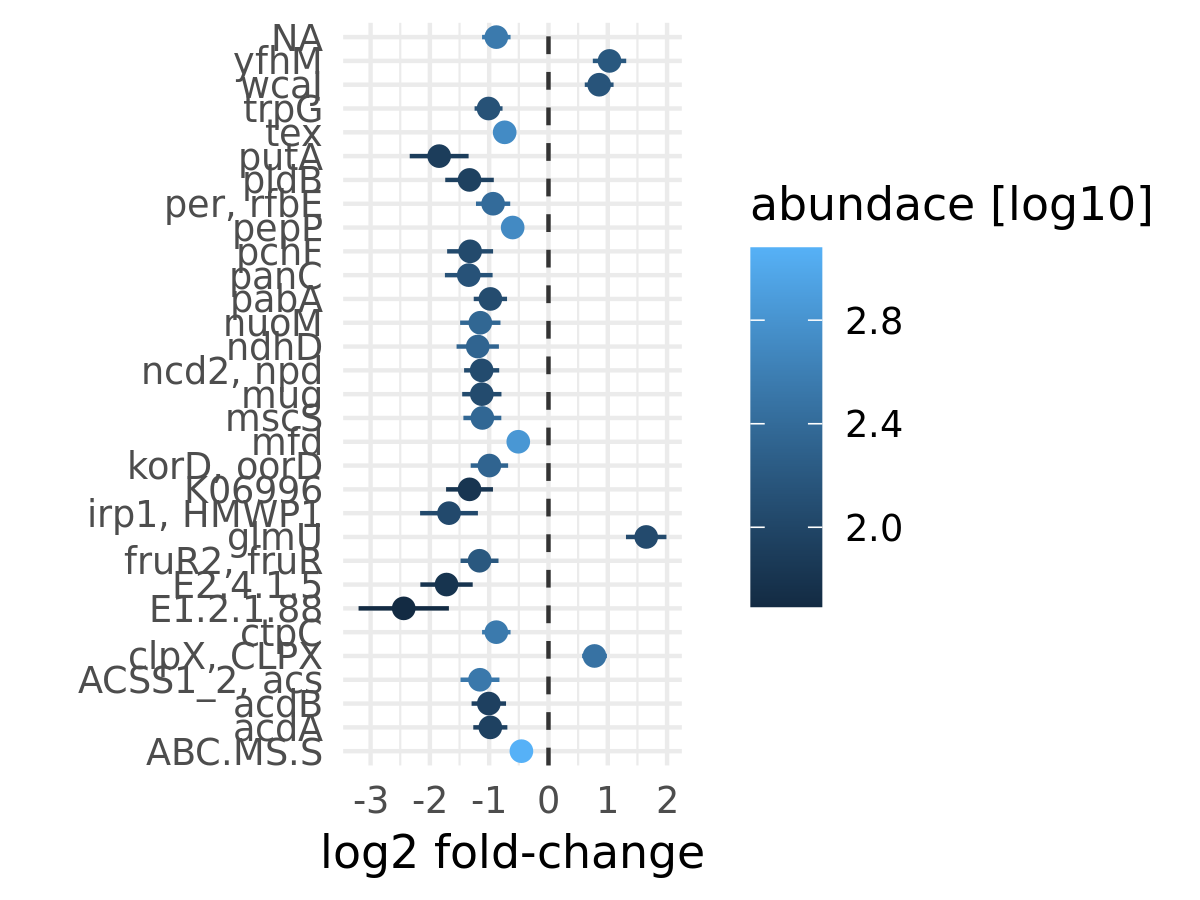 NA
yfhM
wcaJ
trpG
tex
putA
pldB
per, rfbE
pepP
pchF
panC
pabA
nuoM
ndhD
ncd2, npd
mug
mscS
mfd
korD, oorD
K06996
irp1, HMWP1
glmU
fruR2, fruR
E2.4.1.5
E1.2.1.88
ctpC
clpX, CLPX
ACSS1_2, acs
acdB
acdA
ABC.MS.S
-3 -2 -1 0 1 2
log2 fold-change
abundace [log10]
2.8
2.4
2.0